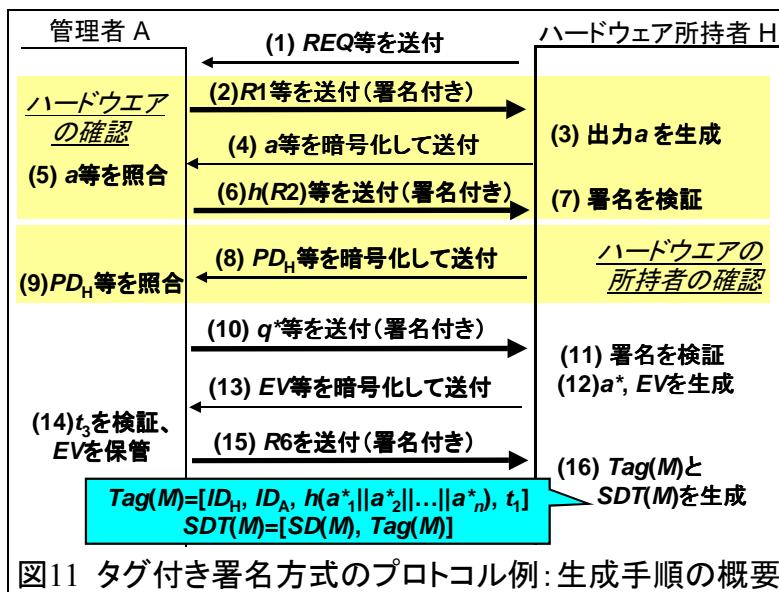 管理者 A
ハードウェア所持者 H
(1) REQ等を送付
ハードウエア
の確認
(2)R1等を送付（署名付き）
(3) 出力a を生成
(4) a等を暗号化して送付
(5) a等を照合
(6)h(R2)等を送付（署名付き）
(7) 署名を検証
(8) PDH等を暗号化して送付
ハードウエアの
所持者の確認
(9)PDH等を照合
(10) q*等を送付（署名付き）
(11) 署名を検証
(12)a*, EVを生成
(13) EV等を暗号化して送付
(14)t3を検証、
EVを保管
(15) R6を送付（署名付き）
(16) Tag(M)と
SDT(M)を生成
Tag(M)=[IDH, IDA, h(a*1||a*2||…||a*n), t1]
SDT(M)=[SD(M), Tag(M)]
図11 タグ付き署名方式のプロトコル例：生成手順の概要